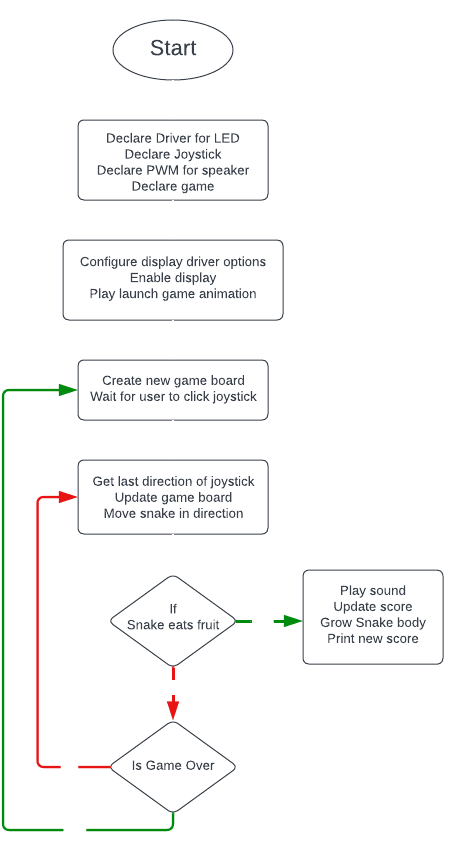 Start
Declare Driver for LED
Declare Joystick
Declare PWM for speaker
Declare game
Configure display driver options
Enable display
Play launch game animation
Create new game board
Wait for user to click joystick
Get last direction of joystick
Update game board
Move snake in direction
If
Snake eats fruit
Play sound
Update score
Grow Snake body
Print new score
Is Game Over